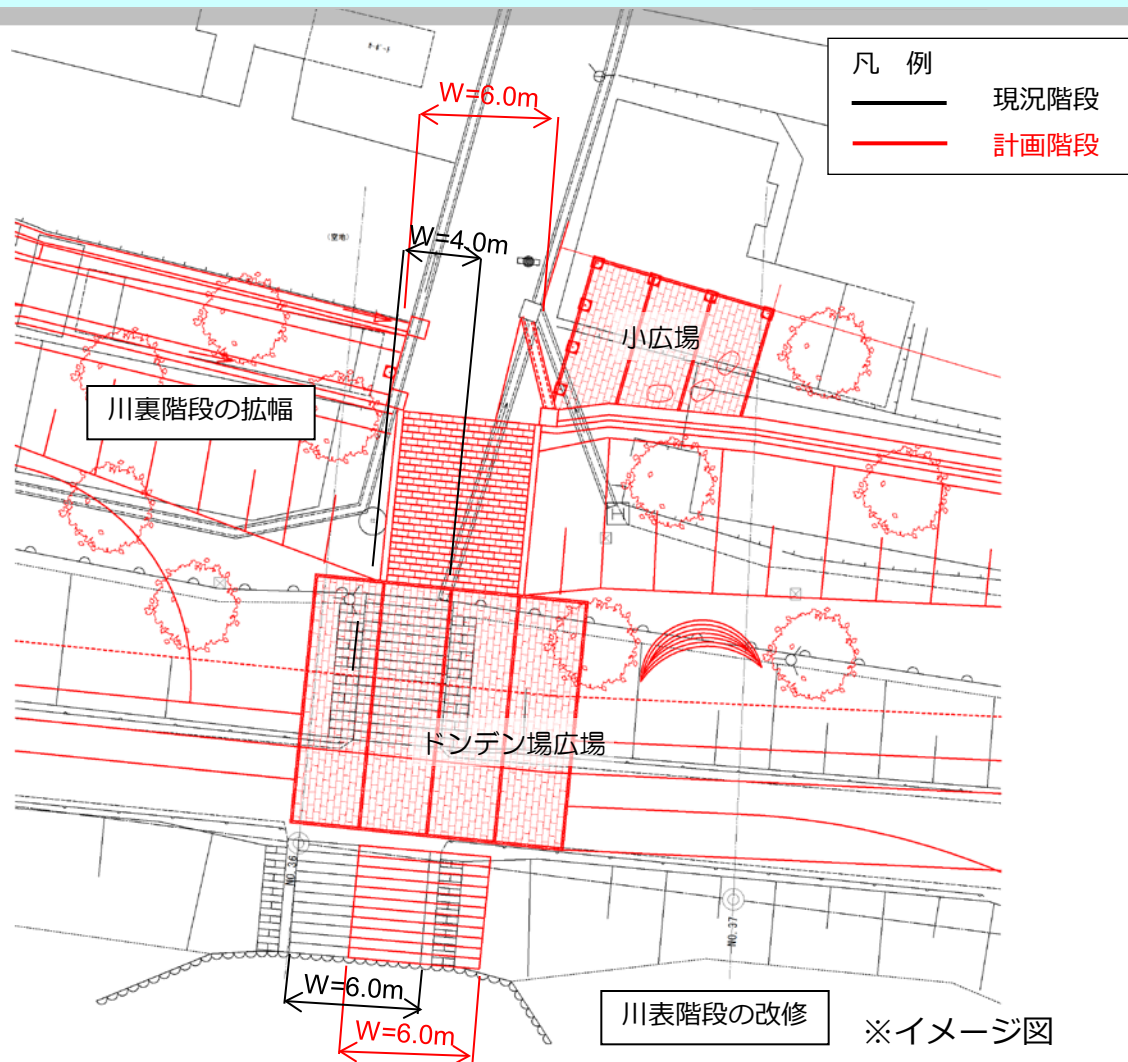 凡　例
現況階段
計画階段
W=6.0m
W=4.0m
(空地)
小広場
川裏階段の拡幅
ドンデン場広場
NO.36
NO.37
W=6.0m
W=6.0m
川表階段の改修
※イメージ図